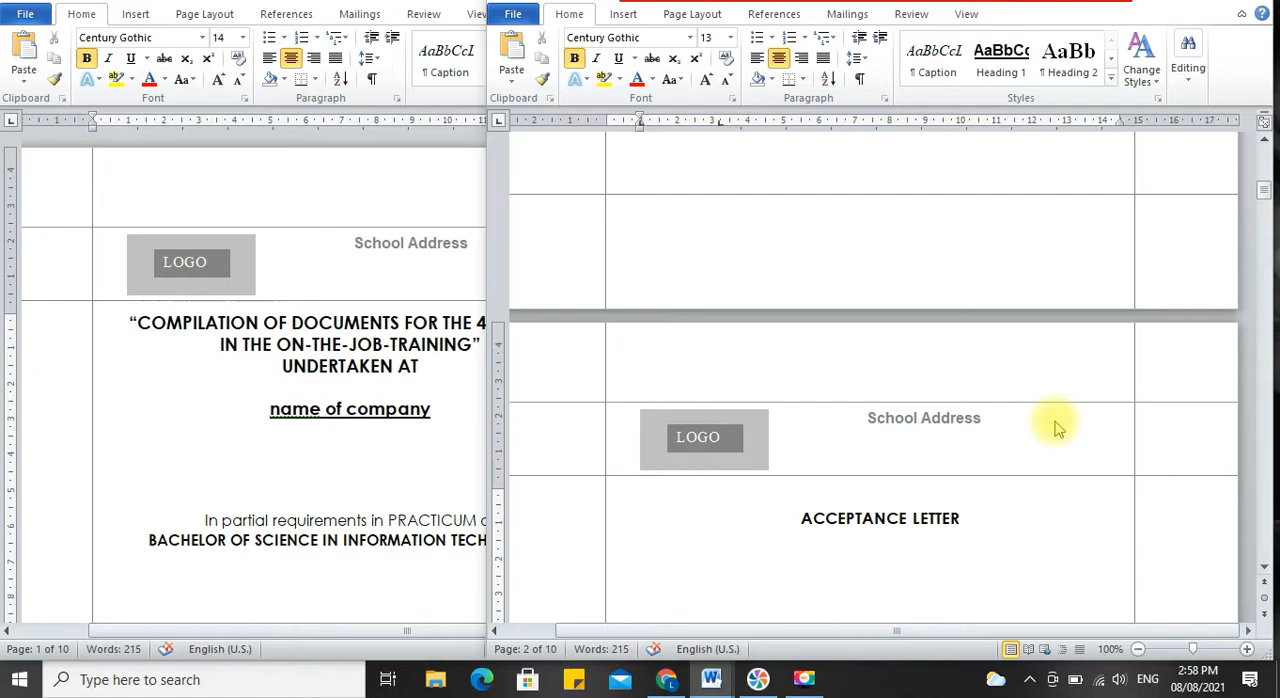 File Home Insert Page Layout References Mailings Review
Century Gothic 14
Paste
AaBbCcL
¶ Caption
Clipboard Font Paragraph
LOGO
School Address
“COMPILATION OF DOCUMENTS FOR THE 4
IN THE ON-THE-JOB-TRAINING”
UNDERTAKEN AT
name of company
In partial requirements in PRACTICUM
BACHELOR OF SCIENCE IN INFORMATION TECH
Page: 1 of 10 Words: 215 English (U.S.)
File Home Insert Page Layout References Mailings Review View
Century Gothic 13
Paste
AaBbCcL AaBbCc AaBb
¶ Caption ¶ Heading 1 ¶ Heading 2
Change Styles
Editing
Clipboard Font Paragraph Styles
LOGO
School Address
ACCEPTANCE LETTER
Page: 2 of 10 Words: 215 English (U.S.) 100%
Type here to search
ENG
2:58 PM
08/08/2021